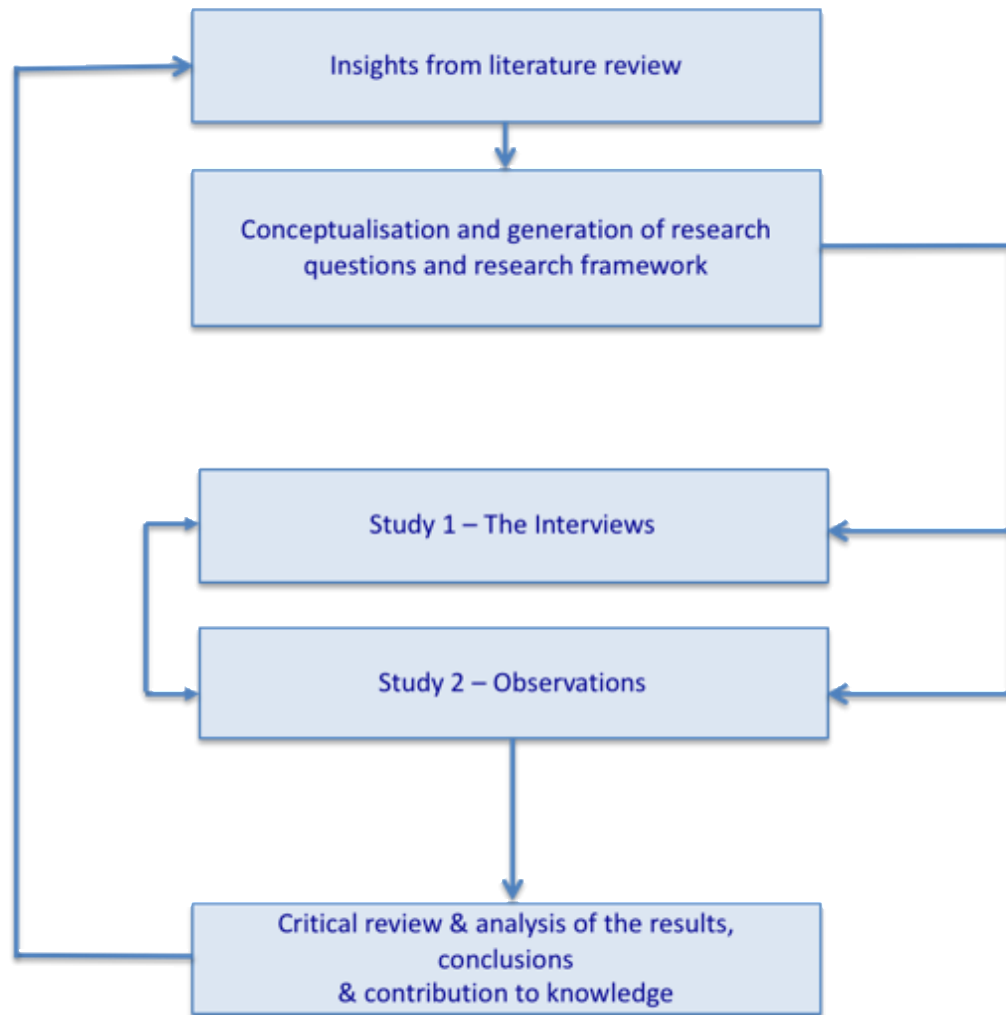 Insights from literature review
Conceptualisation and generation of research
questions and research framework
Study 1 – The Interviews
Study 2 – Observations
Critical review & analysis of the results,
conclusions
& contribution to knowledge